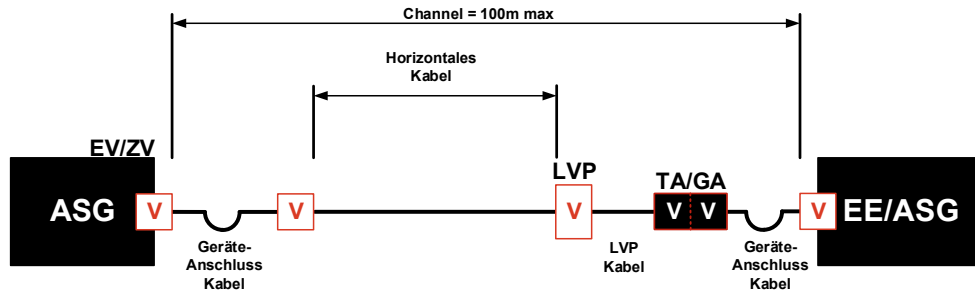 Channel = 100m max
Horizontales
Kabel
EV/ZV
LVP
TA/GA
ASG
V
V
V
V V
V
EE/ASG
Geräte-
Anschluss
Kabel
LVP
Kabel
Geräte-
Anschluss
Kabel